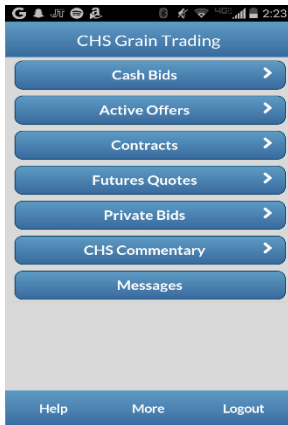 2:23
CHS Grain Trading
Cash Bids
Active Offers
Contracts
Futures Quotes
Private Bids
CHS Commentary
Messages
Help More Logout